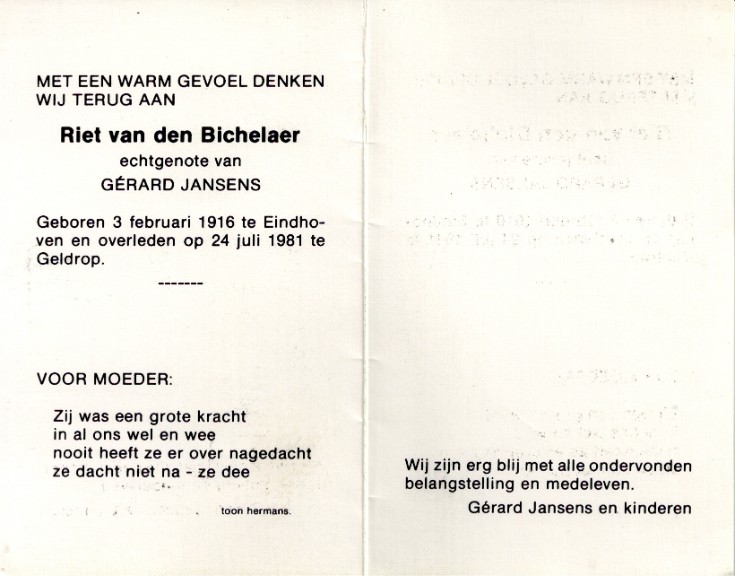 MET EEN WARM GEVOEL DENKEN
WIJ TERUG AAN
Riet van den Bichelaer
echtgenote van
GÉRARD JANSENS
Geboren 3 februari 1916 te Eindho-
ven en overleden op 24 juli 1981 te
Geldrop.
-------
VOOR MOEDER:
Zij was een grote kracht
in al ons wel en wee
nooit heeft ze er over nagedacht
ze dacht niet na - ze dee
toon hermans.
Wij zijn erg blij met alle ondervonden
belangstelling en medeleven.
Gérard Jansens en kinderen